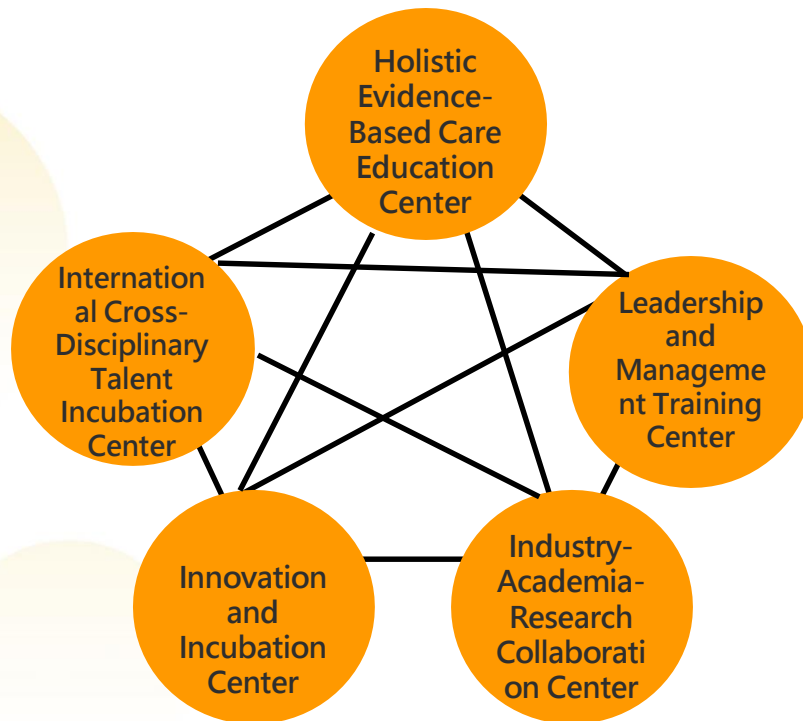 Holistic
Evidence-
Based Care
Education
Center
Internation
al Cross-
Disciplinary
Talent
Incubation
Center
Leadership
and
Manageme
nt Training
Center
Innovation
and
Incubation
Center
Industry-
Academia-
Research
Collaborati
on Center